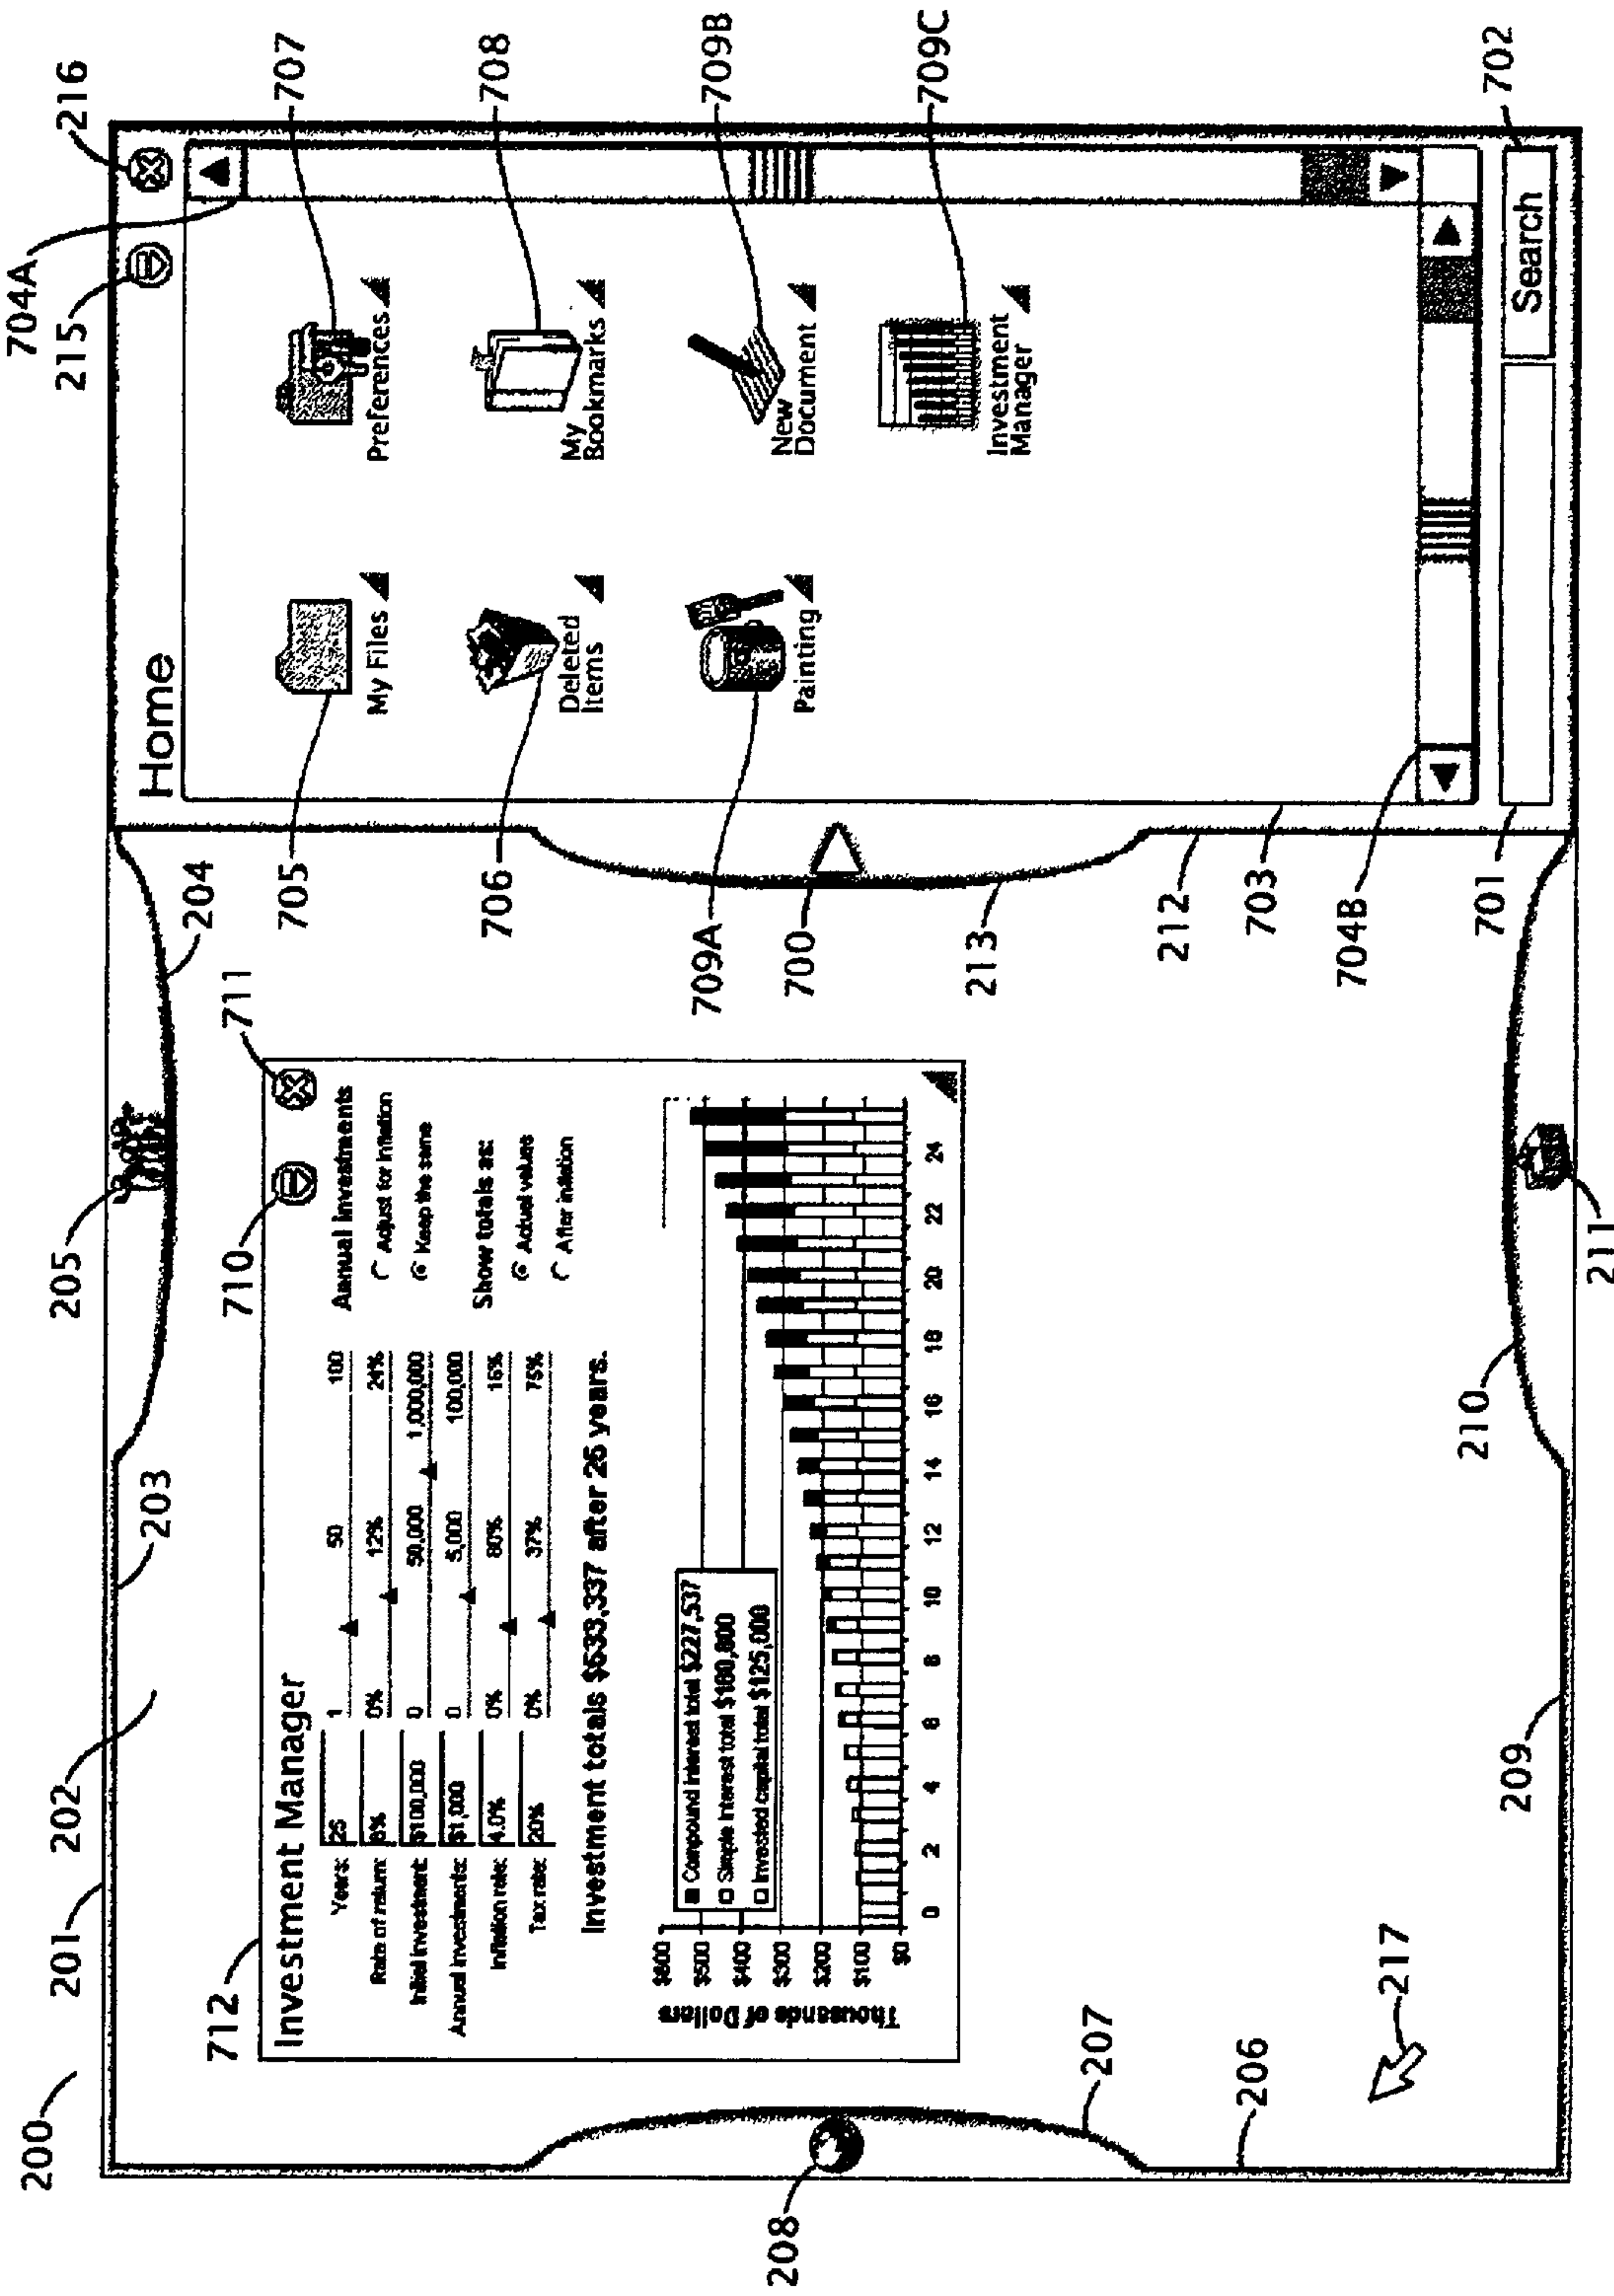 200
201
202
203
205
204
704A
215
216
Home
707
708
709B
709C
702
712
710
711
Investment Manager
Years: 25 1 50 100
Rate of return: 6% 0% 12% 24%
Initial investment: $100,000 0 50,000 1,000,000
Annual investments: $1,000 0 5,000 100,000
Inflation rate: 4.0% 0% 80% 16%
Tax rate: 20% 0% 37% 75%
Annual investments
Adjust for inflation
Keep the same
Show totals as:
Actual values
After inflation
Investment totals $533,337 after 25 years.
Thousands of Dollars
$600
$500
$400
$300
$200
$100
$0
Compound interest total $227,537
Simple interest total $180,800
Invested capital total $125,000
0 2 4 6 8 10 12 14 16 18 20 22 24
705
706
709A
700
213
212
703
704B
701
My Files
Preferences
Deleted
Items
My
Bookmarks
Painting
New
Document
Investment
Manager
Search
208
207
206
217
209
210
211